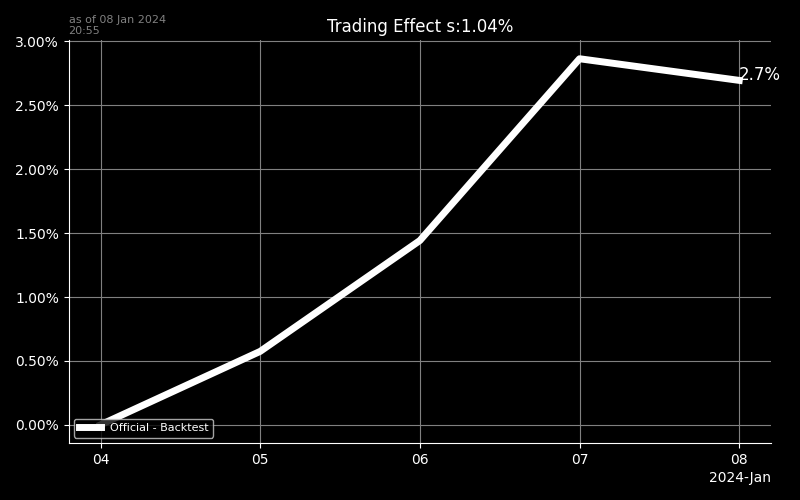 as of 08 Jan 2024
20:55
Trading Effect s:1.04%
3.00%
2.50%
2.00%
1.50%
1.00%
0.50%
0.00%
2.7%
Official - Backtest
04 05 06 07 08
2024-Jan